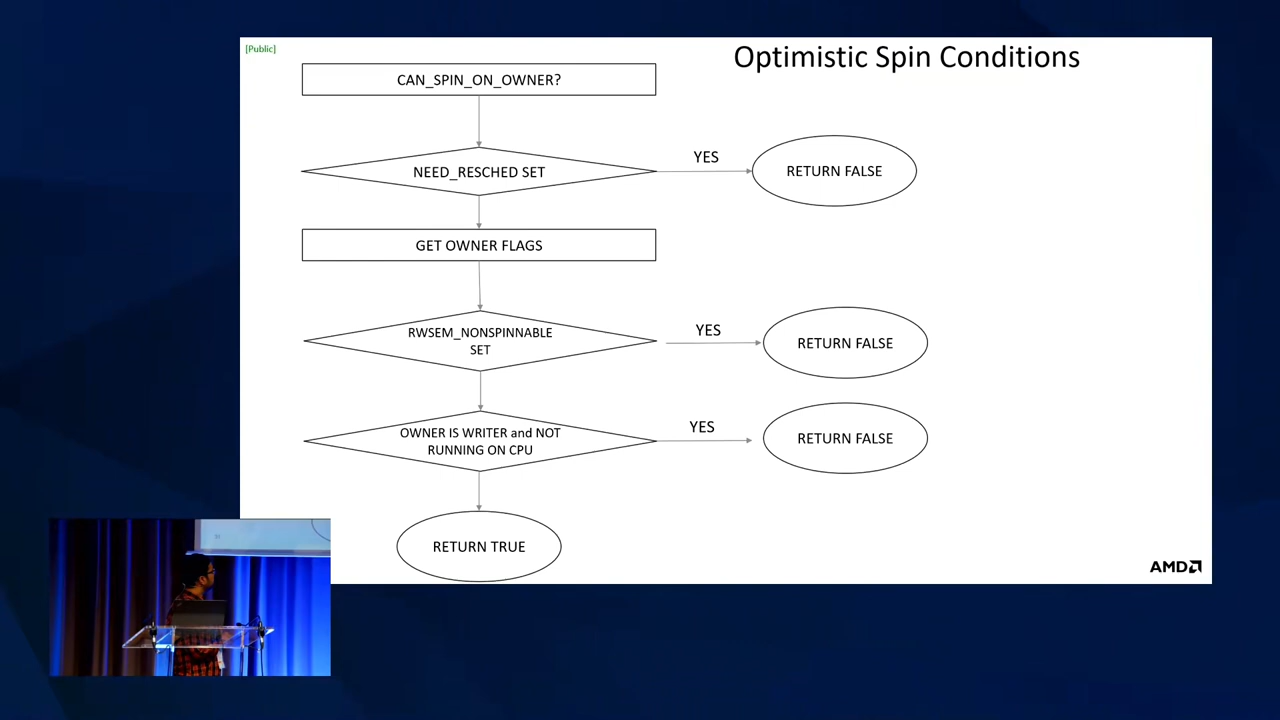 [Public]
Optimistic Spin Conditions
CAN_SPIN_ON_OWNER?
NEED_RESCHED SET
YES
RETURN FALSE
GET OWNER FLAGS
RWSEM_NONSPINNABLE
SET
YES
RETURN FALSE
OWNER IS WRITER and NOT
RUNNING ON CPU
YES
RETURN FALSE
RETURN TRUE
AMD